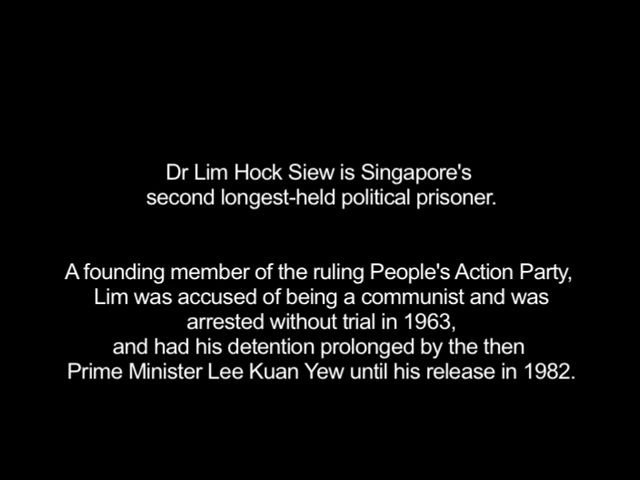 Dr Lim Hock Siew is Singapore's
second longest-held political prisoner.
A founding member of the ruling People's Action Party,
Lim was accused of being a communist and was
arrested without trial in 1963,
and had his detention prolonged by the then
Prime Minister Lee Kuan Yew until his release in 1982.